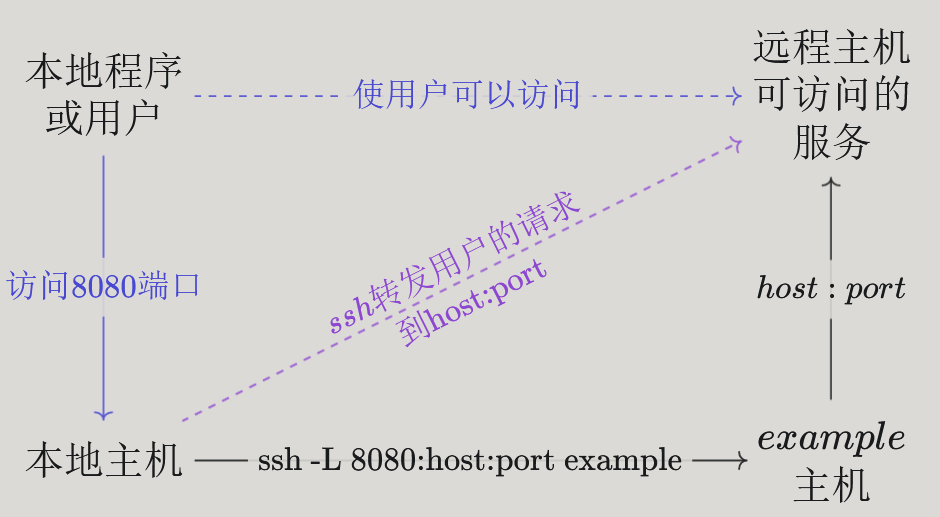 本地程序
或用户
使用户可以访问
远程主机
可访问的
服务
访问8080端口
ssh转发用户的请求
到host:port
host : port
本地主机
ssh -L 8080:host:port example
example
主机